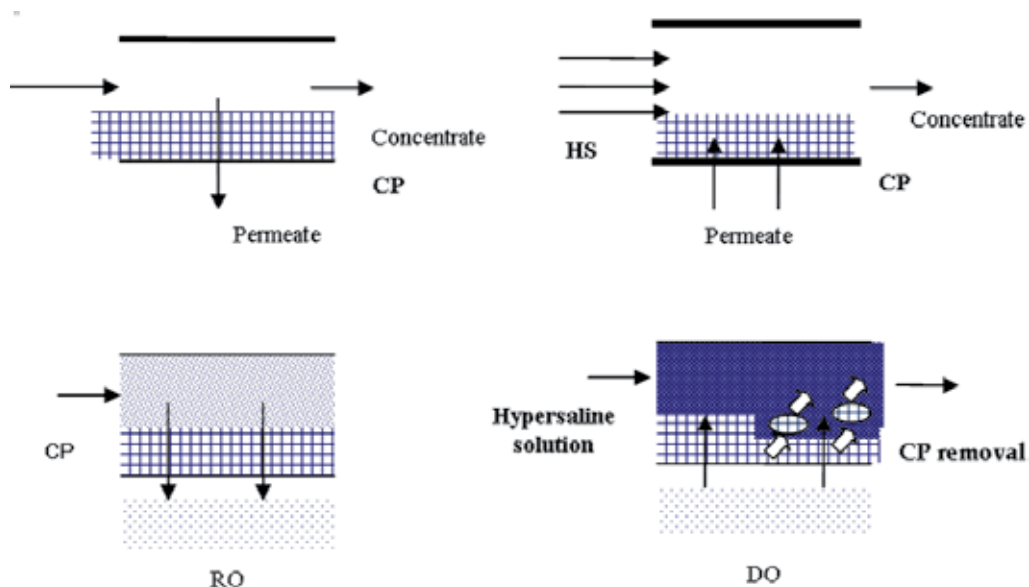 Concentrate
CP
Permeate
HS
Concentrate
CP
Permeate
CP
RO
Hypersaline
solution
CP removal
DO